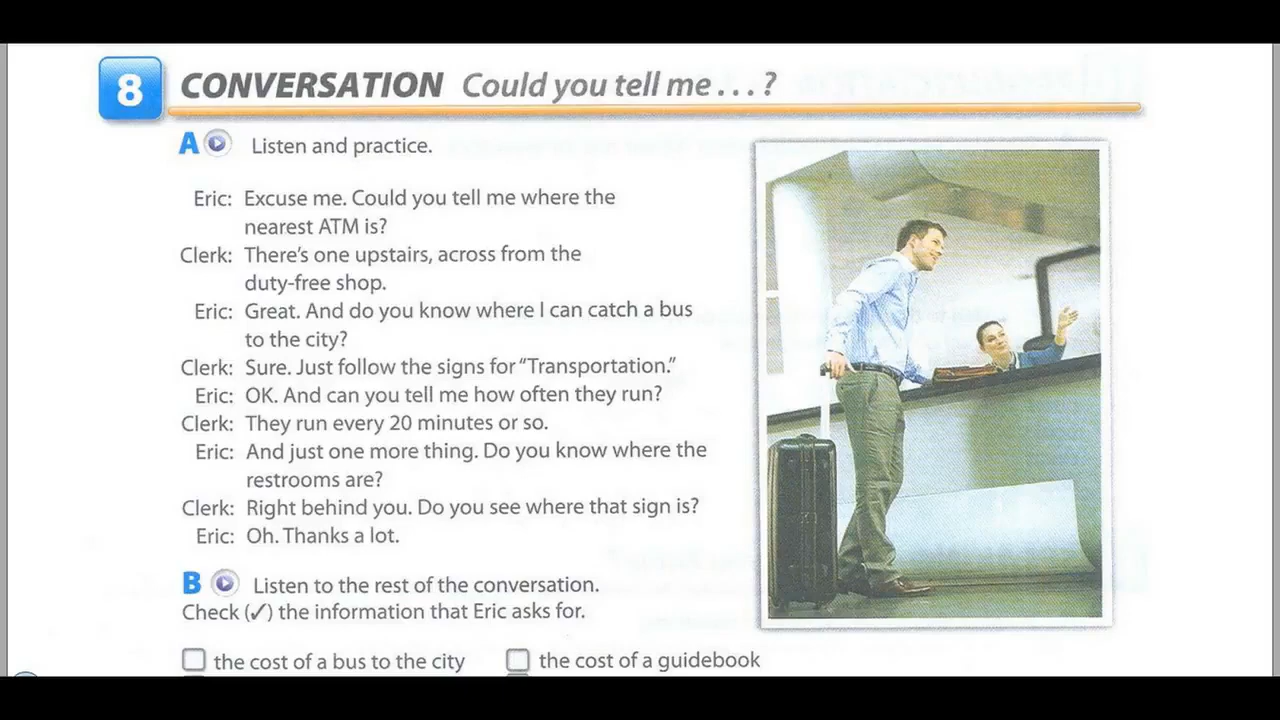 8 CONVERSATION Could you tell me . . . ?
A Listen and practice.
Eric: Excuse me. Could you tell me where the
nearest ATM is?
Clerk: There's one upstairs, across from the
duty-free shop.
Eric: Great. And do you know where I can catch a bus
to the city?
Clerk: Sure. Just follow the signs for "Transportation."
Eric: OK. And can you tell me how often they run?
Clerk: They run every 20 minutes or so.
Eric: And just one more thing. Do you know where the
restrooms are?
Clerk: Right behind you. Do you see where that sign is?
Eric: Oh. Thanks a lot.
B Listen to the rest of the conversation.
Check (✓) the information that Eric asks for.
the cost of a bus to the city
the cost of a guidebook